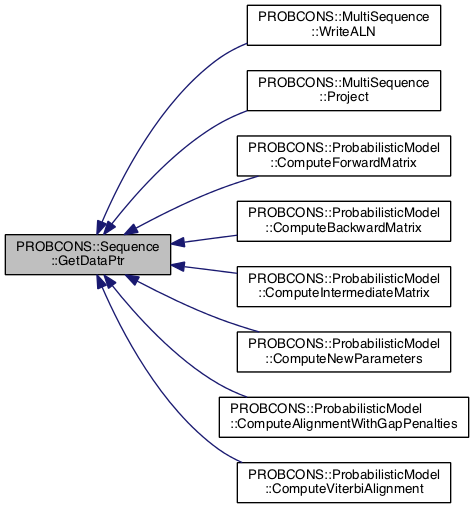 PROBCONS::MultiSequence
::WriteALN
PROBCONS::MultiSequence
::Project
PROBCONS::ProbabilisticModel
::ComputeForwardMatrix
PROBCONS::ProbabilisticModel
::ComputeBackwardMatrix
PROBCONS::Sequence
::GetDataPtr
PROBCONS::ProbabilisticModel
::ComputeIntermediateMatrix
PROBCONS::ProbabilisticModel
::ComputeNewParameters
PROBCONS::ProbabilisticModel
::ComputeAlignmentWithGapPenalties
PROBCONS::ProbabilisticModel
::ComputeViterbiAlignment